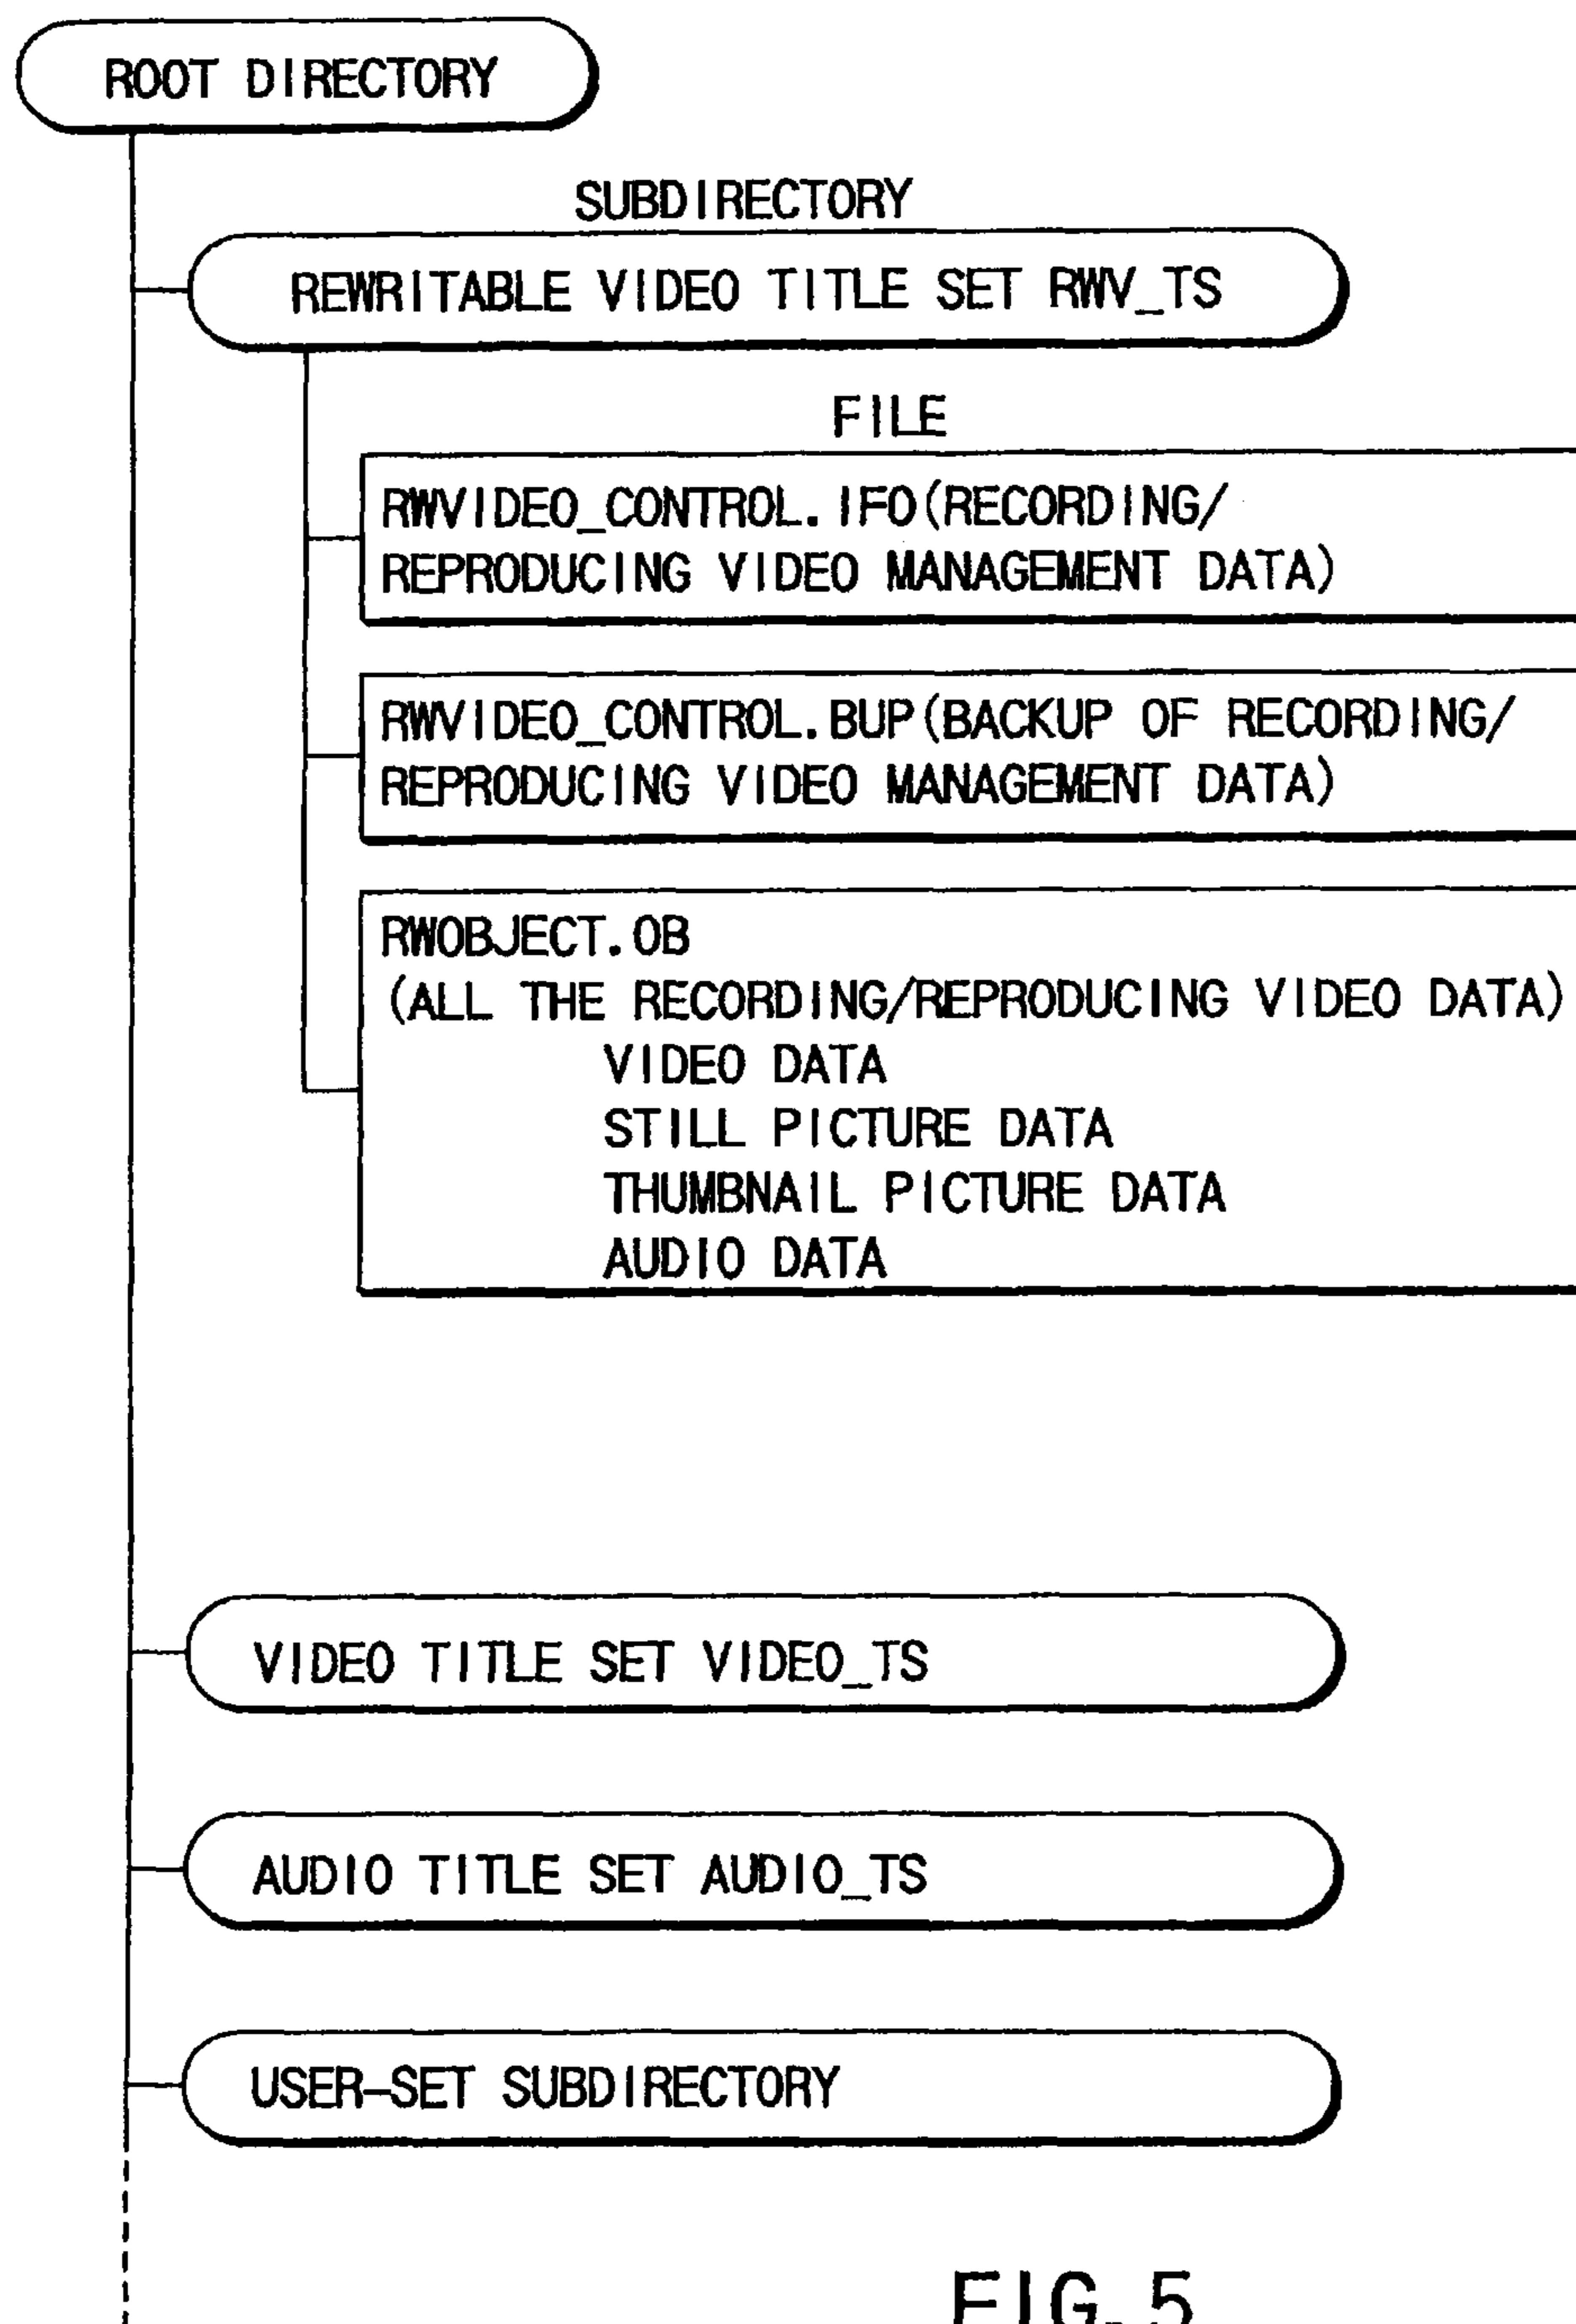 ROOT DIRECTORY
SUBDIRECTORY
REWRITABLE VIDEO TITLE SET RWV_TS
FILE
RWVIDEO_CONTROL.IFO(RECORDING/
REPRODUCING VIDEO MANAGEMENT DATA)
RWVIDEO_CONTROL.BUP(BACKUP OF RECORDING/
REPRODUCING VIDEO MANAGEMENT DATA)
RWOBJECT.OB
(ALL THE RECORDING/REPRODUCING VIDEO DATA)
VIDEO DATA
STILL PICTURE DATA
THUMBNAIL PICTURE DATA
AUDIO DATA
VIDEO TITLE SET VIDEO_TS
AUDIO TITLE SET AUDIO_TS
USER-SET SUBDIRECTORY
FIG. 5